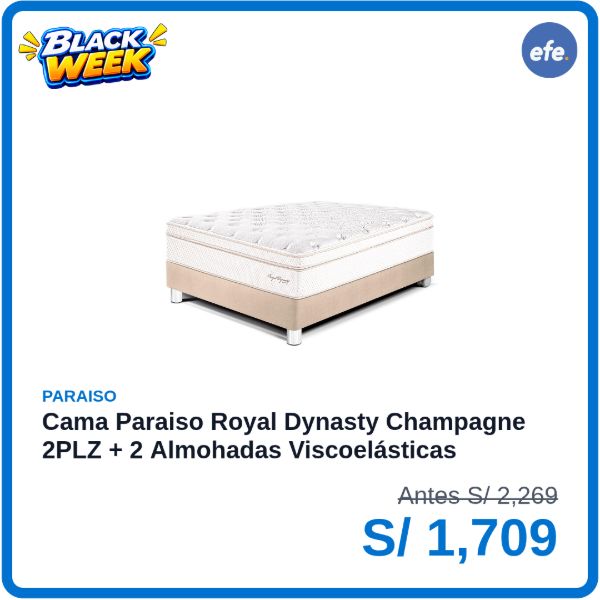 BLACK
WEEK
efe.
PARAISO
Cama Paraiso Royal Dynasty Champagne
2PLZ + 2 Almohadas Viscoelásticas
Antes S/ 2,269
S/ 1,709